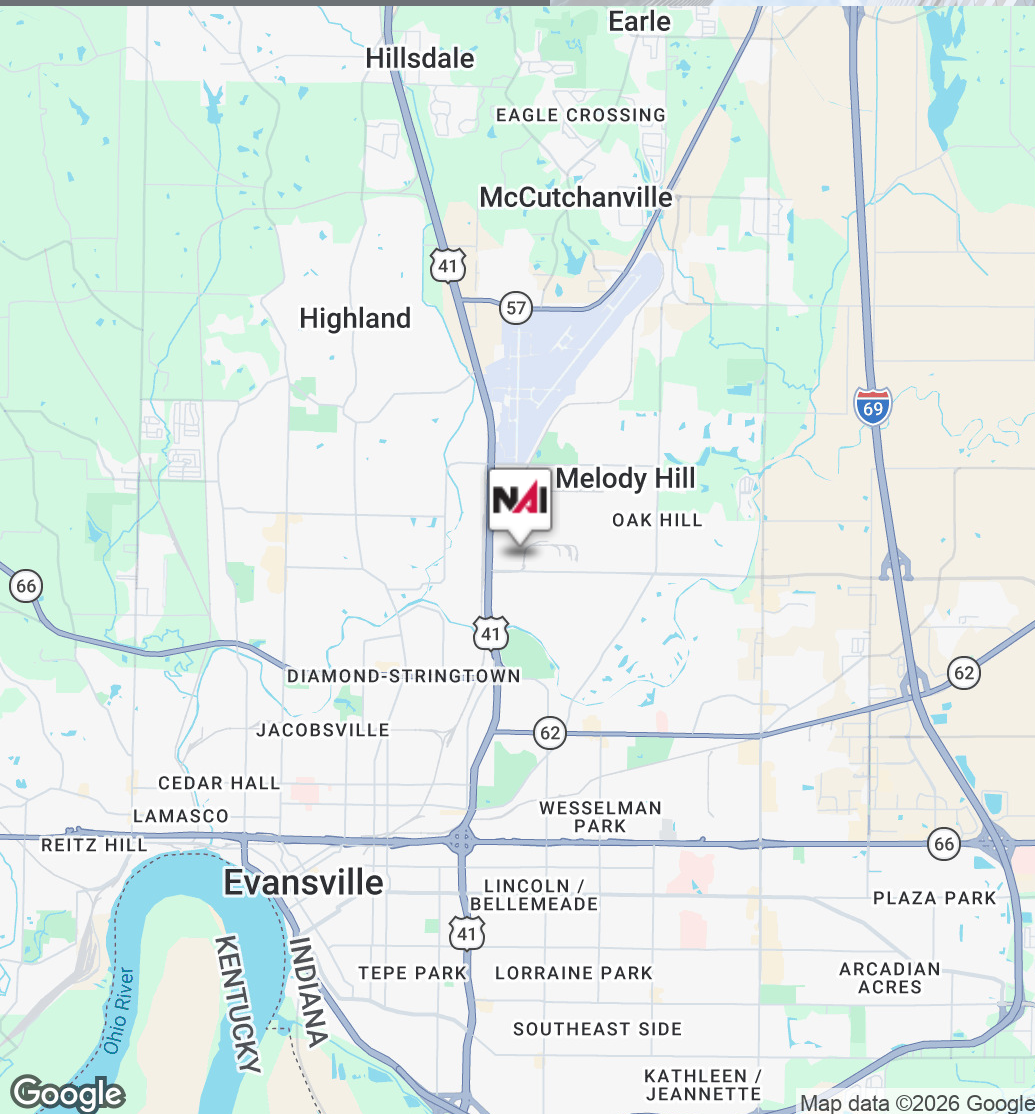 Earle
Hillsdale
EAGLE CROSSING
McCutchanville
41
57
Highland
69
Melody Hill
NAI
OAK HILL
66
41
62
DIAMOND-STRINGTOWN
JACOBSVILLE
62
CEDAR HALL
WESSELMAN
PARK
LAMASCO
REITZ HILL
66
Evansville
LINCOLN /
BELLEMEADE
PLAZA PARK
41
KENTUCKY
INDIANA
TEPE PARK
LORRAINE PARK
ARCADIAN
ACRES
Ohio River
SOUTHEAST SIDE
KATHLEEN /
JEANNETTE
Google
Map data ©2026 Google